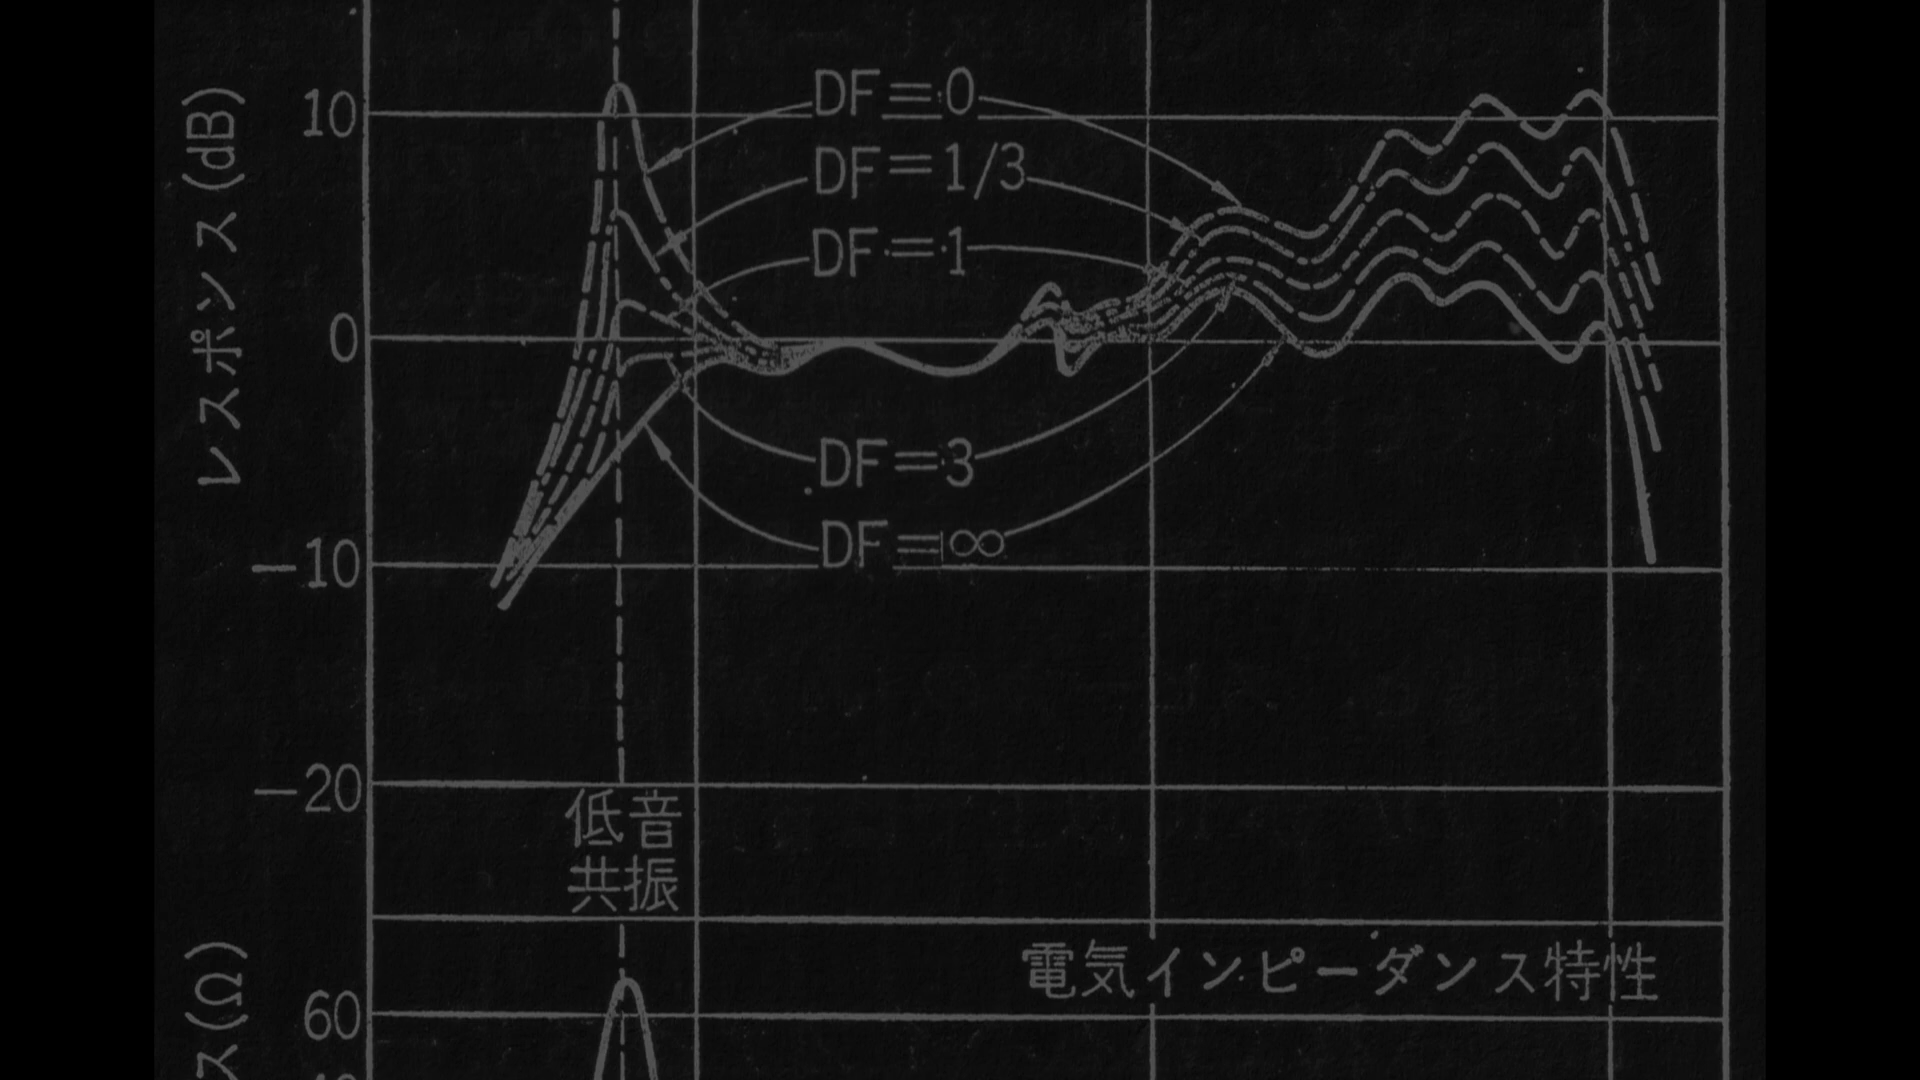 レスポンス(dB)
10
0
−10
−20
DF=0
DF=1/3
DF=1
DF=3
DF=∞
低音
共振
電気インピーダンス特性
ス(Ω)
60